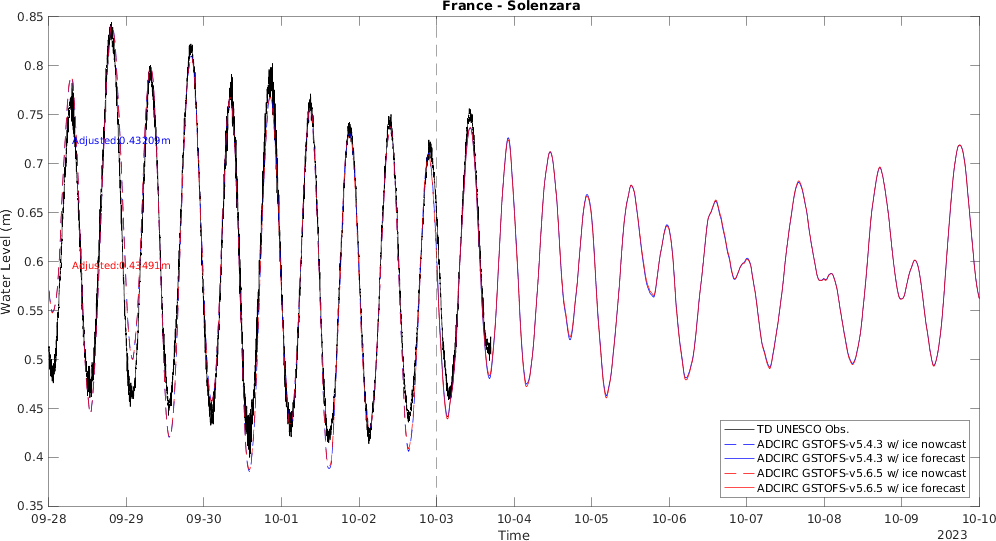 France - Solenzara
0.85
0.8
0.75
0.7
0.65
0.6
0.55
0.5
0.45
0.4
0.35
Water Level (m)
Adjusted:0.43209m
Adjusted:0.43491m
TD UNESCO Obs.
ADCIRC GSTOFS-v5.4.3 w/ ice nowcast
ADCIRC GSTOFS-v5.4.3 w/ ice forecast
ADCIRC GSTOFS-v5.6.5 w/ ice nowcast
ADCIRC GSTOFS-v5.6.5 w/ ice forecast
09-28 09-29 09-30 10-01 10-02 10-03 10-04 10-05 10-06 10-07 10-08 10-09 10-10
Time
2023